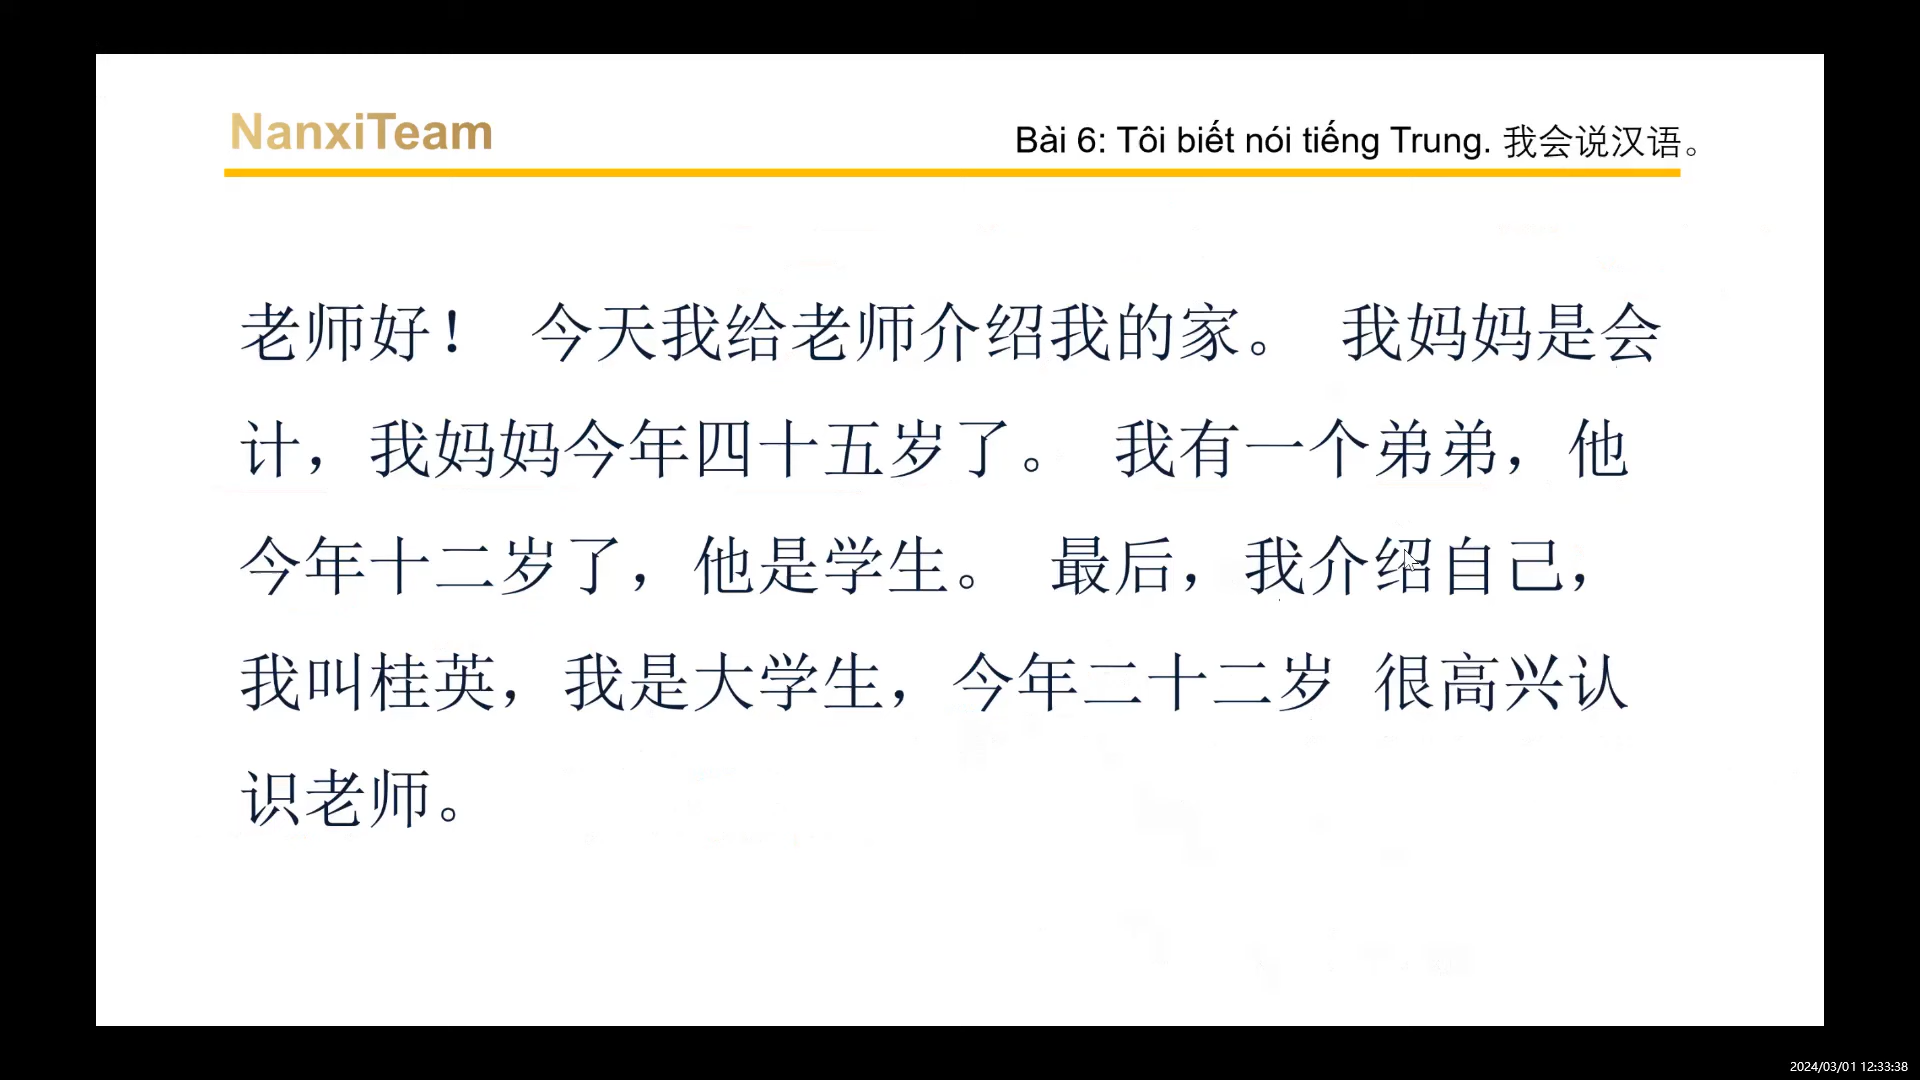 NanxiTeam
Bài 6: Tôi biết nói tiếng Trung. 我会说汉语。
老师好！ 今天我给老师介绍我的家。 我妈妈是会
计，我妈妈今年四十五岁了。 我有一个弟弟，他
今年十二岁了，他是学生。 最后，我介绍自己，
我叫桂英，我是大学生，今年二十二岁 很高兴认
识老师。
2024/03/01 12:33:38